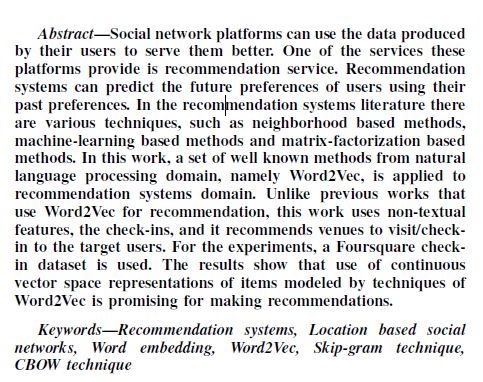 Abstract—Social network platforms can use the data produced
by their users to serve them better. One of the services these
platforms provide is recommendation service. Recommendation
systems can predict the future preferences of users using their
past preferences. In the recommendation systems literature there
are various techniques, such as neighborhood based methods,
machine-learning based methods and matrix-factorization based
methods. In this work, a set of well known methods from natural
language processing domain, namely Word2Vec, is applied to
recommendation systems domain. Unlike previous works that
use Word2Vec for recommendation, this work uses non-textual
features, the check-ins, and it recommends venues to visit/check-
in to the target users. For the experiments, a Foursquare check-
in dataset is used. The results show that use of continuous
vector space representations of items modeled by techniques of
Word2Vec is promising for making recommendations.
Keywords—Recommendation systems, Location based social
networks, Word embedding, Word2Vec, Skip-gram technique,
CBOW technique